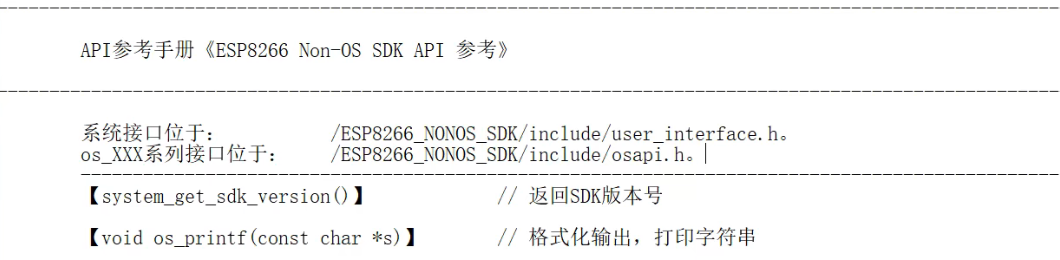 API参考手册《ESP8266 Non-OS SDK API 参考》
系统接口位于: /ESP8266_NONOS_SDK/include/user_interface.h。
os_XXX系列接口位于: /ESP8266_NONOS_SDK/include/osapi.h。
【system_get_sdk_version()】 // 返回SDK版本号
【void os_printf(const char *s)】 // 格式化输出，打印字符串